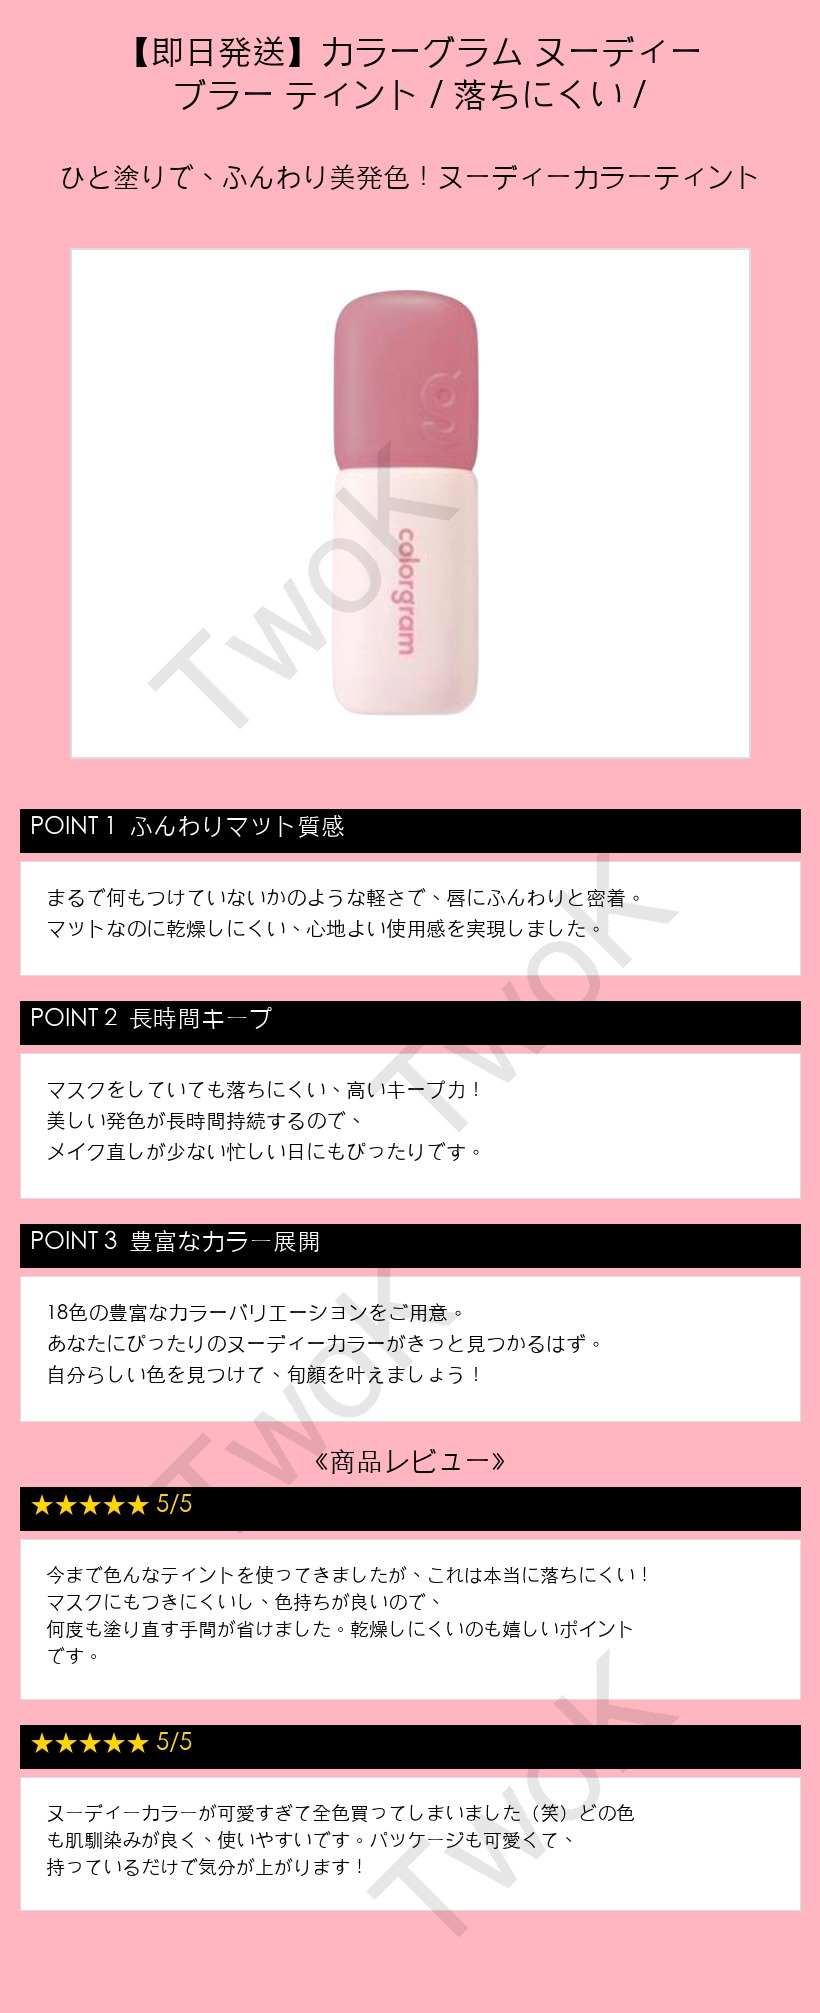 【即日発送】カラーグラム ヌーディー
ブラー ティント / 落ちにくい /
ひと塗りで、ふんわり美発色！ヌーディーカラーティント
colorgram
TwoK
POINT 1 ふんわりマット質感
まるで何もつけていないかのような軽さで、唇にふんわりと密着。
マットなのに乾燥しにくい、心地よい使用感を実現しました。
TwoK
POINT 2 長時間キープ
マスクをしていても落ちにくい、高いキープ力！
美しい発色が長時間持続するので、
メイク直しが少ない忙しい日にもぴったりです。
POINT 3 豊富なカラー展開
18色の豊富なカラーバリエーションをご用意。
あなたにぴったりのヌーディーカラーがきっと見つかるはず。
自分らしい色を見つけて、旬顔を叶えましょう！
TwoK
《商品レビュー》
★★★★★ 5/5
今まで色んなティントを使ってきましたが、これは本当に落ちにくい！
マスクにもつきにくいし、色持ちが良いので、
何度も塗り直す手間が省けました。乾燥しにくいのも嬉しいポイント
です。
★★★★★ 5/5
ヌーディーカラーが可愛すぎて全色買ってしまいました（笑）どの色
も肌馴染みが良く、使いやすいです。パッケージも可愛くて、
持っているだけで気分が上がります！
TwoK